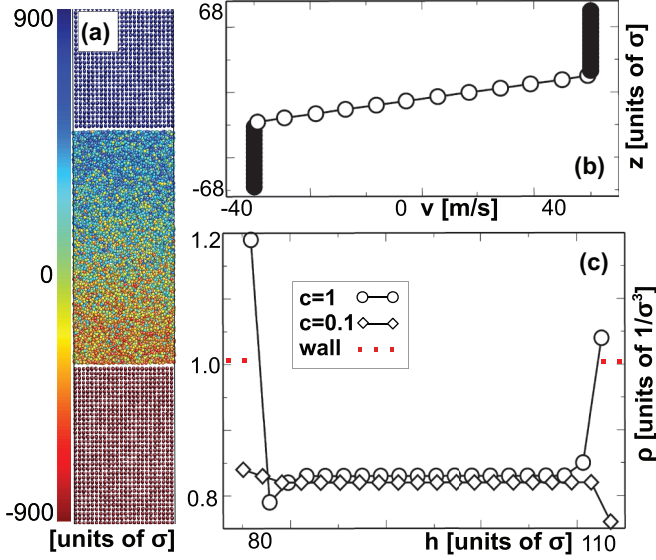 900
0
-900
[units of σ]
(a)
68
-68
z [units of σ]
(b)
-40
0
40
v [m/s]
1.2
1.0
0.8
(c)
c=1
c=0.1
wall
ρ [units of 1/σ⁻³]
80
h [units of σ]
110